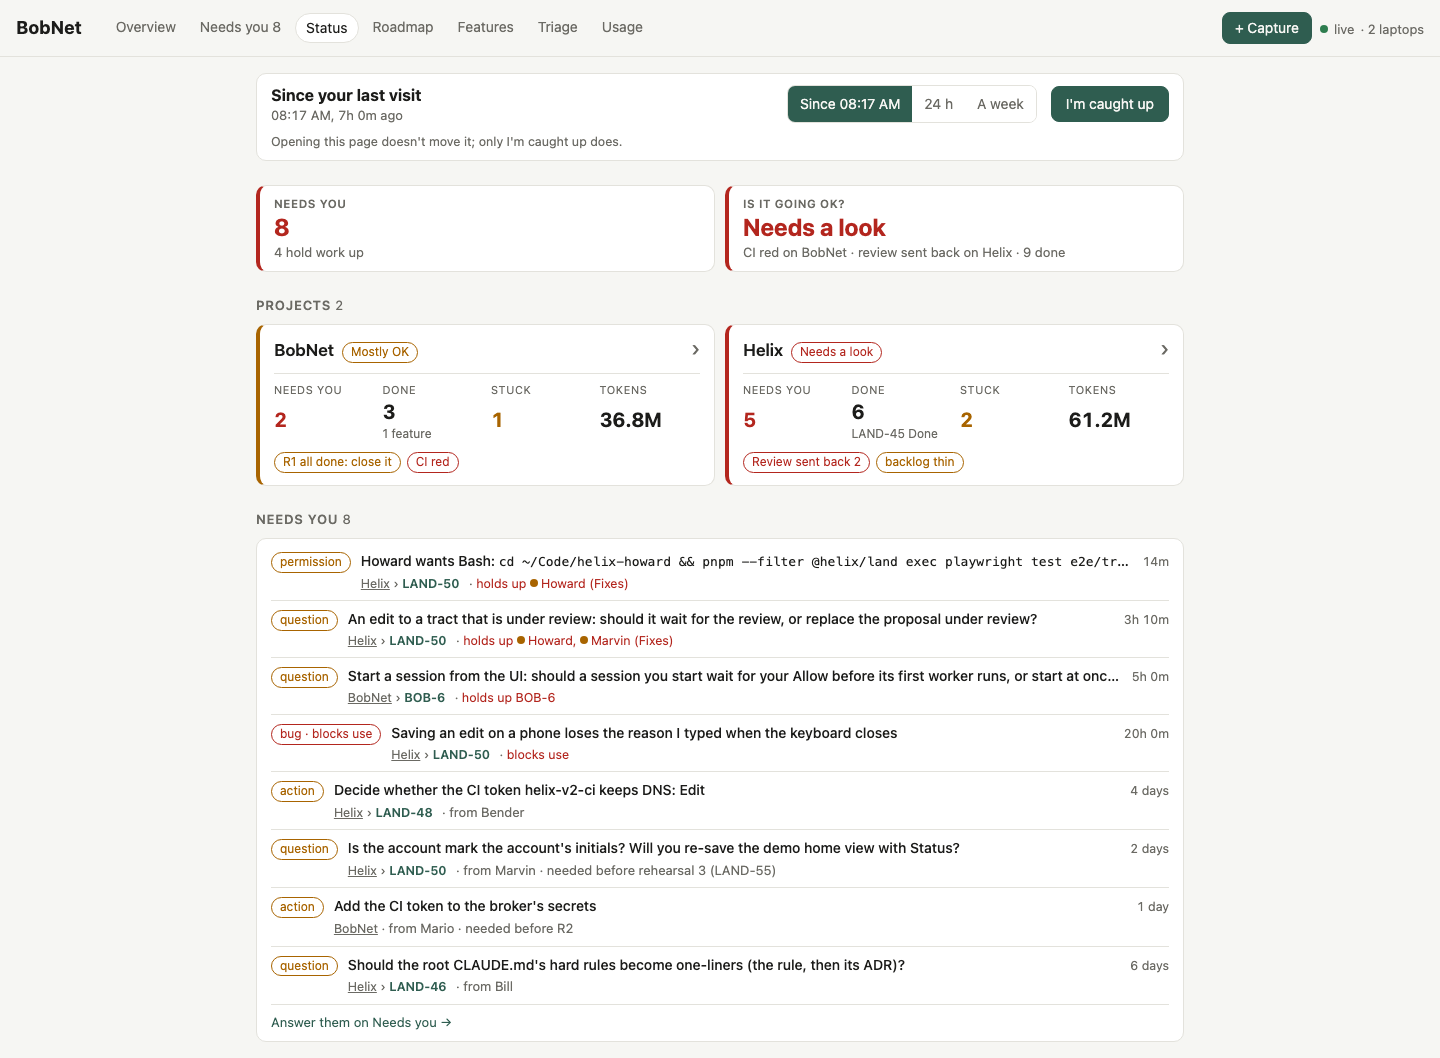 BobNet
Overview
Needs you 8
Status
Roadmap
Features
Triage
Usage
+ Capture
live · 2 laptops
Since your last visit
08:17 AM, 7h 0m ago
Opening this page doesn't move it; only I'm caught up does.
Since 08:17 AM
24 h
A week
I'm caught up
NEEDS YOU
8
4 hold work up
IS IT GOING OK?
Needs a look
CI red on BobNet · review sent back on Helix · 9 done
PROJECTS 2
BobNet
Mostly OK
›
NEEDS YOU
DONE
STUCK
TOKENS
2
3
1 feature
1
36.8M
R1 all done: close it
CI red
Helix
Needs a look
›
NEEDS YOU
DONE
STUCK
TOKENS
5
6
LAND-45 Done
2
61.2M
Review sent back 2
backlog thin
NEEDS YOU 8
permission
Howard wants Bash: cd ~/Code/helix-howard && pnpm --filter @helix/land exec playwright test e2e/tr...
14m
Helix › LAND-50 · holds up Howard (Fixes)
question
An edit to a tract that is under review: should it wait for the review, or replace the proposal under review?
3h 10m
Helix › LAND-50 · holds up Howard, Marvin (Fixes)
question
Start a session from the UI: should a session you start wait for your Allow before its first worker runs, or start at onc...
5h 0m
BobNet › BOB-6 · holds up BOB-6
bug · blocks use
Saving an edit on a phone loses the reason I typed when the keyboard closes
20h 0m
Helix › LAND-50 · blocks use
action
Decide whether the CI token helix-v2-ci keeps DNS: Edit
4 days
Helix › LAND-48 · from Bender
question
Is the account mark the account's initials? Will you re-save the demo home view with Status?
2 days
Helix › LAND-50 · from Marvin · needed before rehearsal 3 (LAND-55)
action
Add the CI token to the broker's secrets
1 day
BobNet · from Mario · needed before R2
question
Should the root CLAUDE.md's hard rules become one-liners (the rule, then its ADR)?
6 days
Helix › LAND-46 · from Bill
Answer them on Needs you →